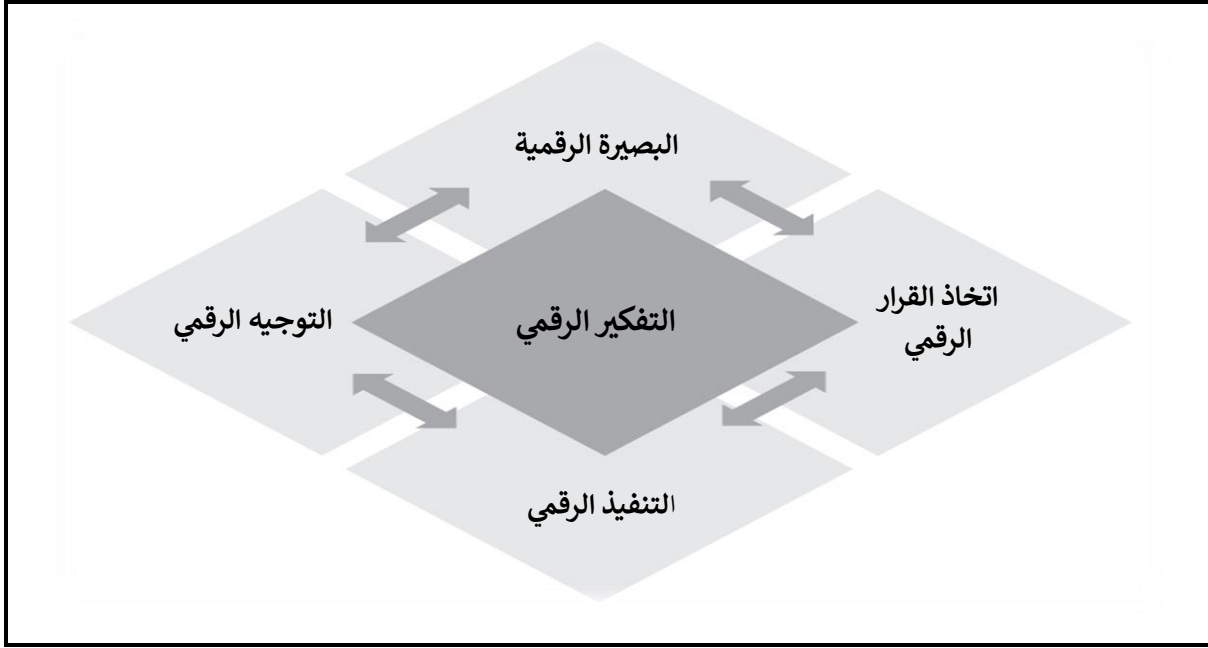 البصيرة الرقمية
اتخاذ القرار
الرقمي
التفكير الرقمي
التوجيه الرقمي
التنفيذ الرقمي